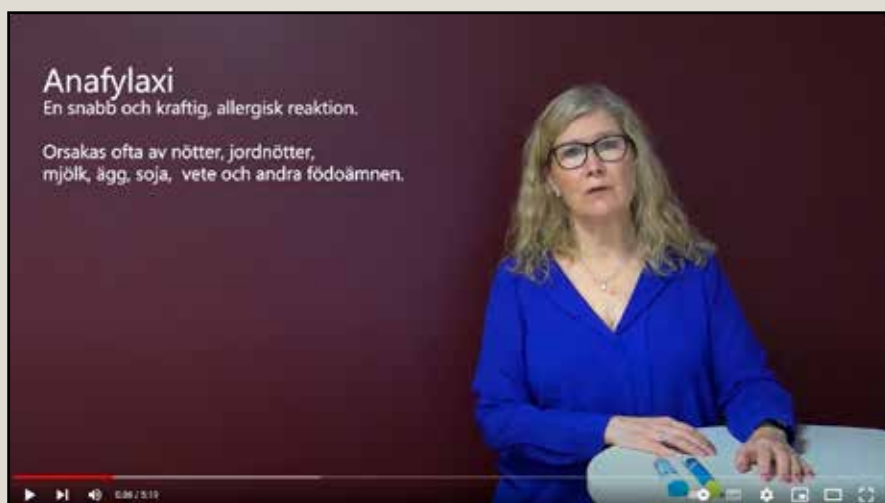 Anafylaxi
En snabb och kraftig, allergisk reaktion.
Orsakas ofta av nötter, jordnötter,
mjölk, ägg, soja, vete och andra födoämnen.